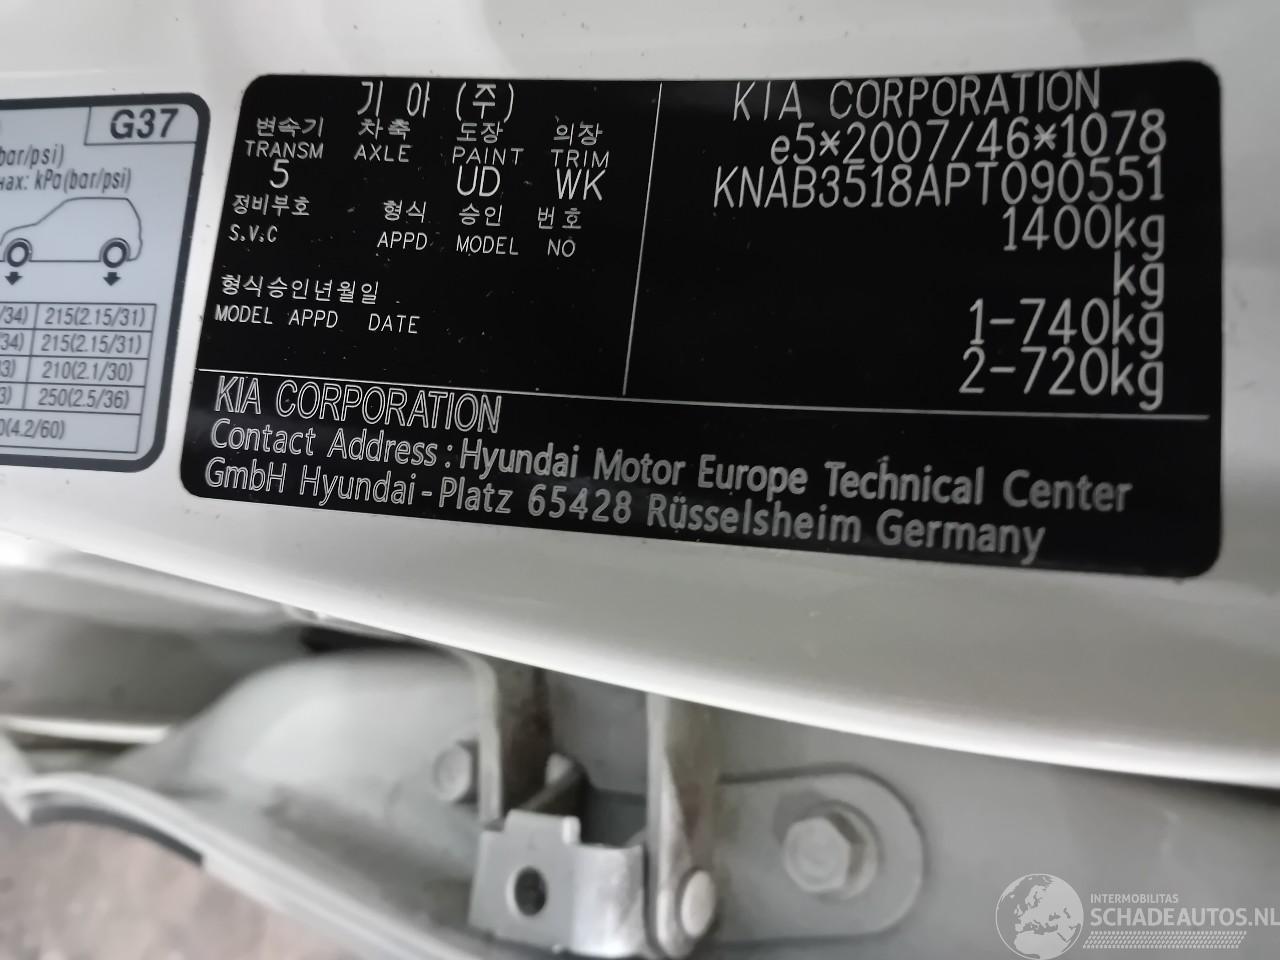 G37
bar/psi)
max: kPa(bar/psi)
/34) 215(2.15/31)
/34) 215(2.15/31)
3) 210(2.1/30)
3) 250(2.5/36)
0(4.2/60)
기 아 (주)
변속기 차축 도장 의장
TRANSM AXLE PAINT TRIM
5 UD WK
정비부호 형식 승인 번호
S.V.C APPD MODEL NO
형식승인년월일
MODEL APPD DATE
KIA CORPORATION
e5*2007/46*1078
KNAB3518APT090551
1400kg
kg
1-740kg
2-720kg
KIA CORPORATION
Contact Address : Hyundai Motor Europe Technical Center
GmbH Hyundai-Platz 65428 Rüsselsheim Germany
INTERMOBILITAS
SCHADEAUTOS.NL